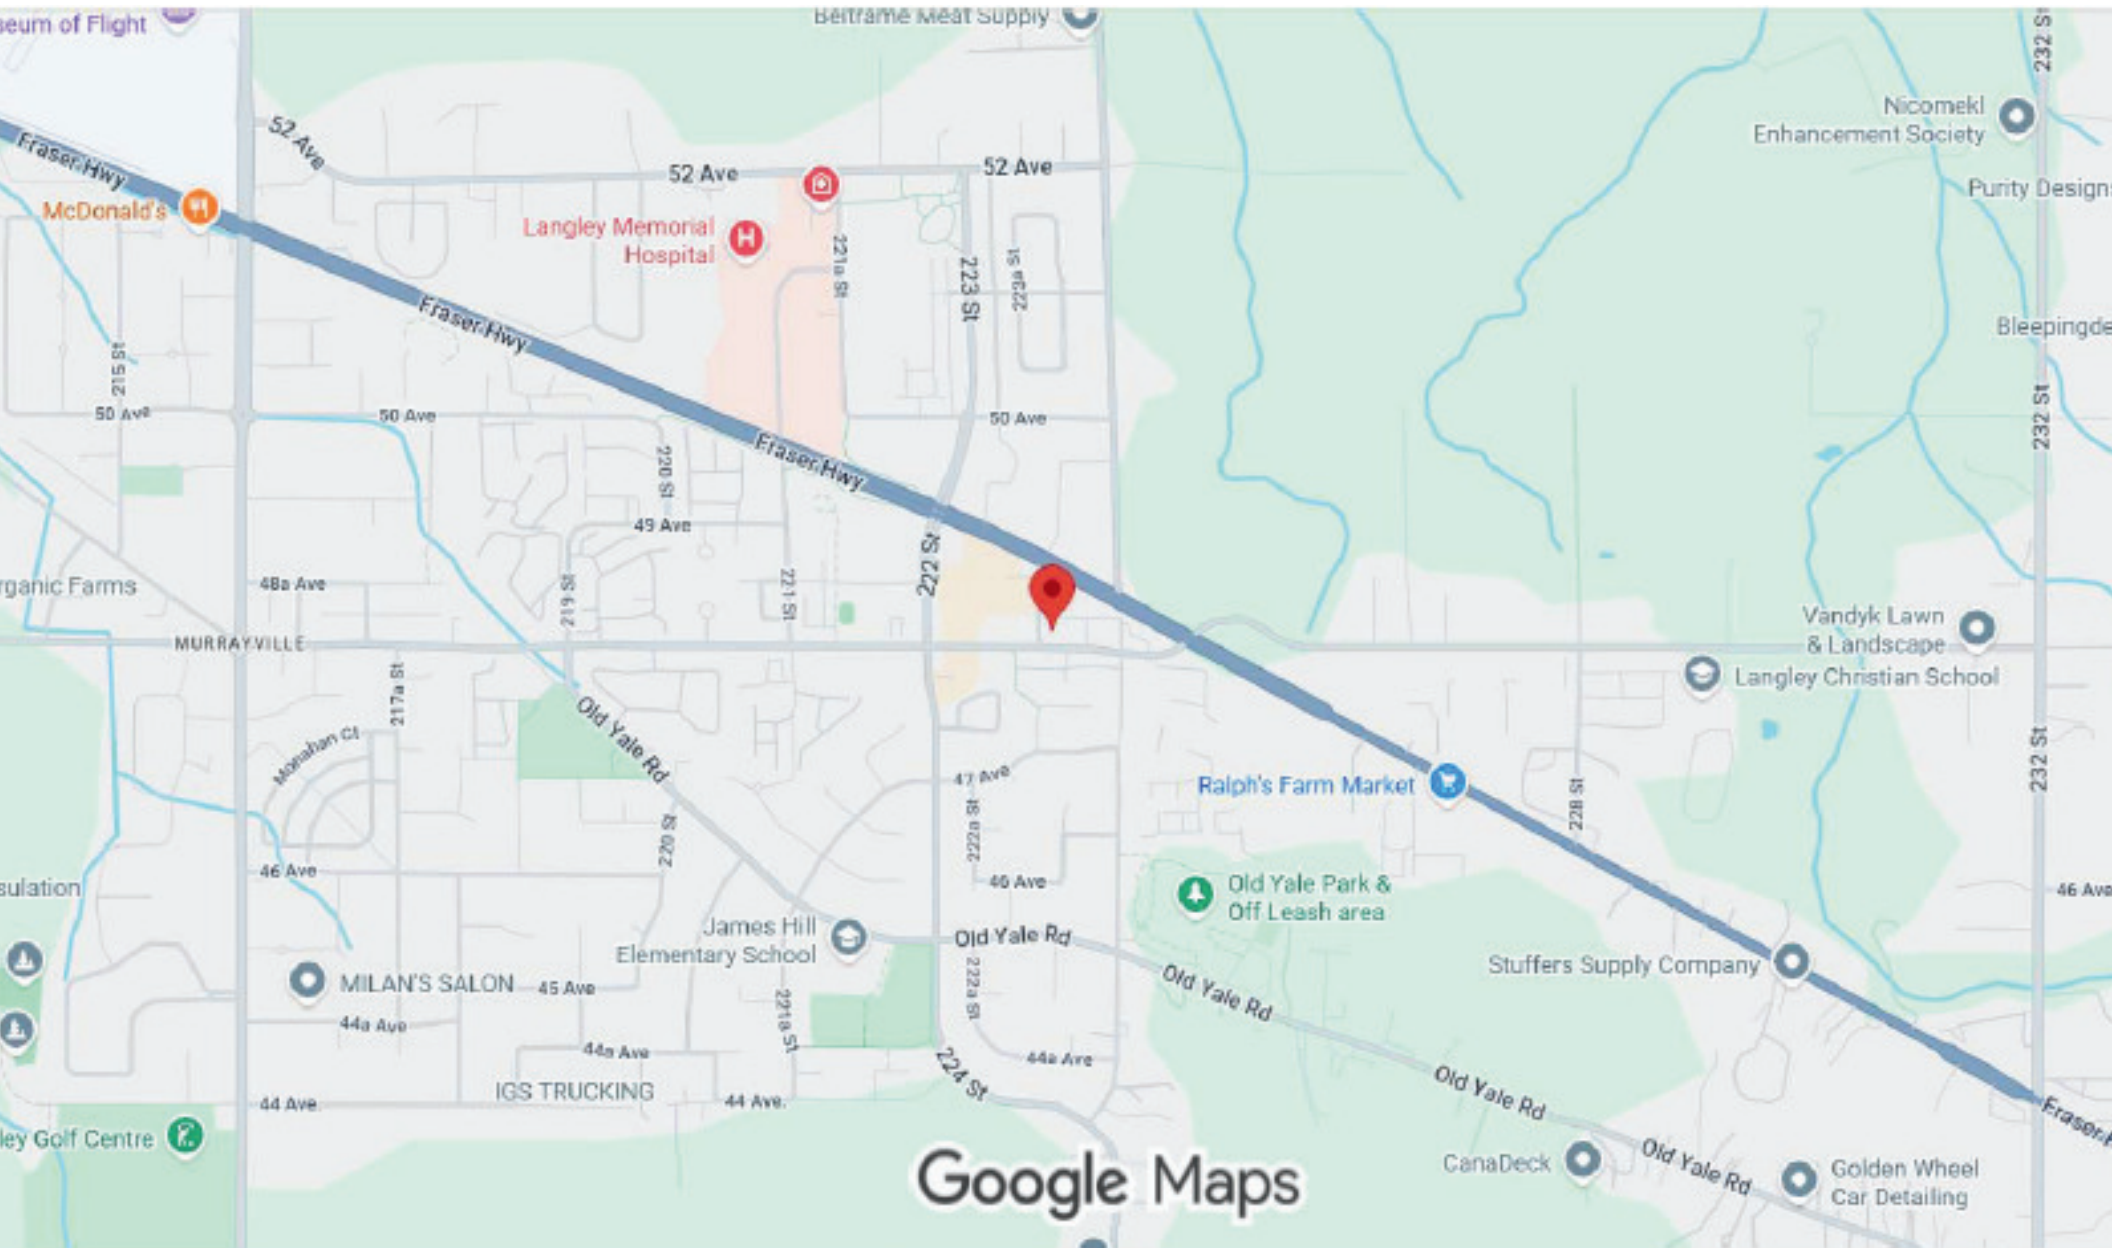 seum of Flight
Beltrame Meat Supply
232 St
52 Ave
Fraser Hwy
McDonald's
52 Ave
52 Ave
Nicomekl
Enhancement Society
Purity Design
Langley Memorial
Hospital
221a St
223 St
223a St
Fraser Hwy
Bleepingde
215 St
50 Ave
50 Ave
50 Ave
232 St
Fraser Hwy
220 St
49 Ave
222 St
rganic Farms
48a Ave
219 St
221 St
MURRAYVILLE
Vandyk Lawn
& Landscape
Langley Christian School
217a St
Old Yale Rd
Monahan Ct
47 Ave
Ralph's Farm Market
228 St
232 St
222a St
220 St
46 Ave
sulation
46 Ave
46 Ave
Old Yale Park &
Off Leash area
James Hill
Elementary School
Old Yale Rd
Old Yale Rd
Stuffers Supply Company
MILAN'S SALON
45 Ave
222a St
221a St
44a Ave
44a Ave
44a Ave
224 St
IGS TRUCKING
44 Ave
44 Ave
Old Yale Rd
Fraser H
ley Golf Centre
Google Maps
CanaDeck
Old Yale Rd
Golden Wheel
Car Detailing